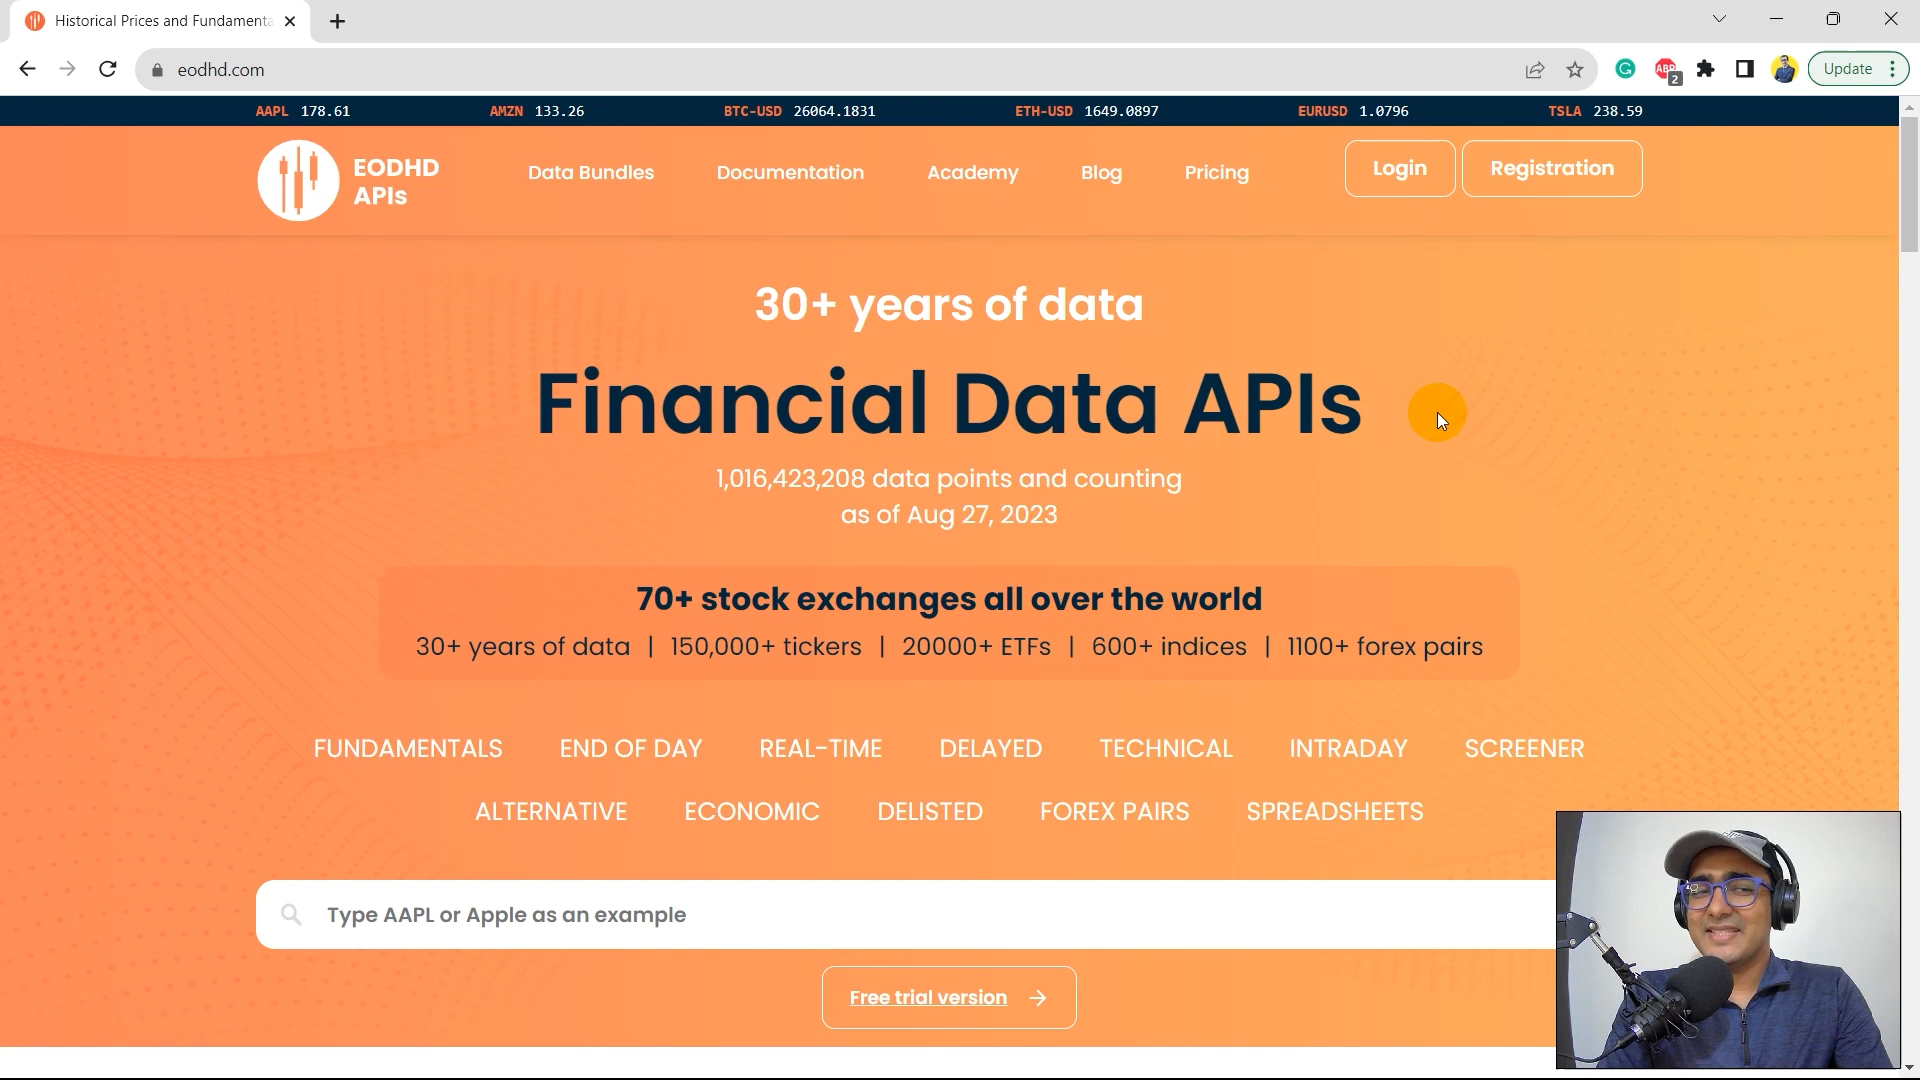 Historical Prices and Fundamenta
eodhd.com
ABP
2
Update
AAPL 178.61 AMZN 133.26 BTC-USD 26064.1831 ETH-USD 1649.0897 EURUSD 1.0796 TSLA 238.59
EODHD
APIs
Data Bundles Documentation Academy Blog Pricing Login Registration
30+ years of data
Financial Data APIs
1,016,423,208 data points and counting
as of Aug 27, 2023
70+ stock exchanges all over the world
30+ years of data | 150,000+ tickers | 20000+ ETFs | 600+ indices | 1100+ forex pairs
FUNDAMENTALS END OF DAY REAL-TIME DELAYED TECHNICAL INTRADAY SCREENER
ALTERNATIVE ECONOMIC DELISTED FOREX PAIRS SPREADSHEETS
Type AAPL or Apple as an example
Free trial version →